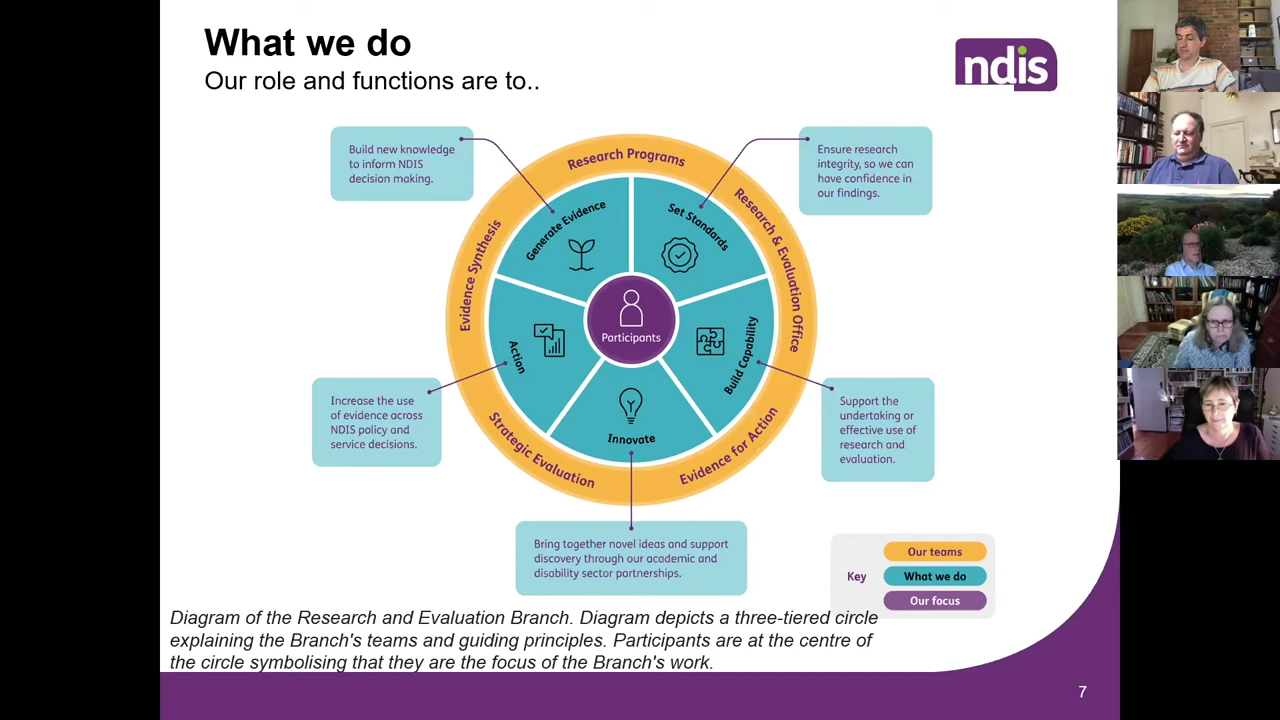 What we do
Our role and functions are to..
ndis
Build new knowledge
to inform NDIS
decision making.
Ensure research
integrity, so we can
have confidence in
our findings.
Research Programs
Research & Evaluation Office
Evidence for Action
Strategic Evaluation
Evidence Synthesis
Generate Evidence
Set Standards
Build Capability
Innovate
Action
Participants
Increase the use
of evidence across
NDIS policy and
service decisions.
Support the
undertaking or
effective use of
research and
evaluation.
Bring together novel ideas and support
discovery through our academic and
disability sector partnerships.
Key
Our teams
What we do
Our focus
Diagram of the Research and Evaluation Branch. Diagram depicts a three-tiered circle
explaining the Branch's teams and guiding principles. Participants are at the centre of
the circle symbolising that they are the focus of the Branch's work.
7